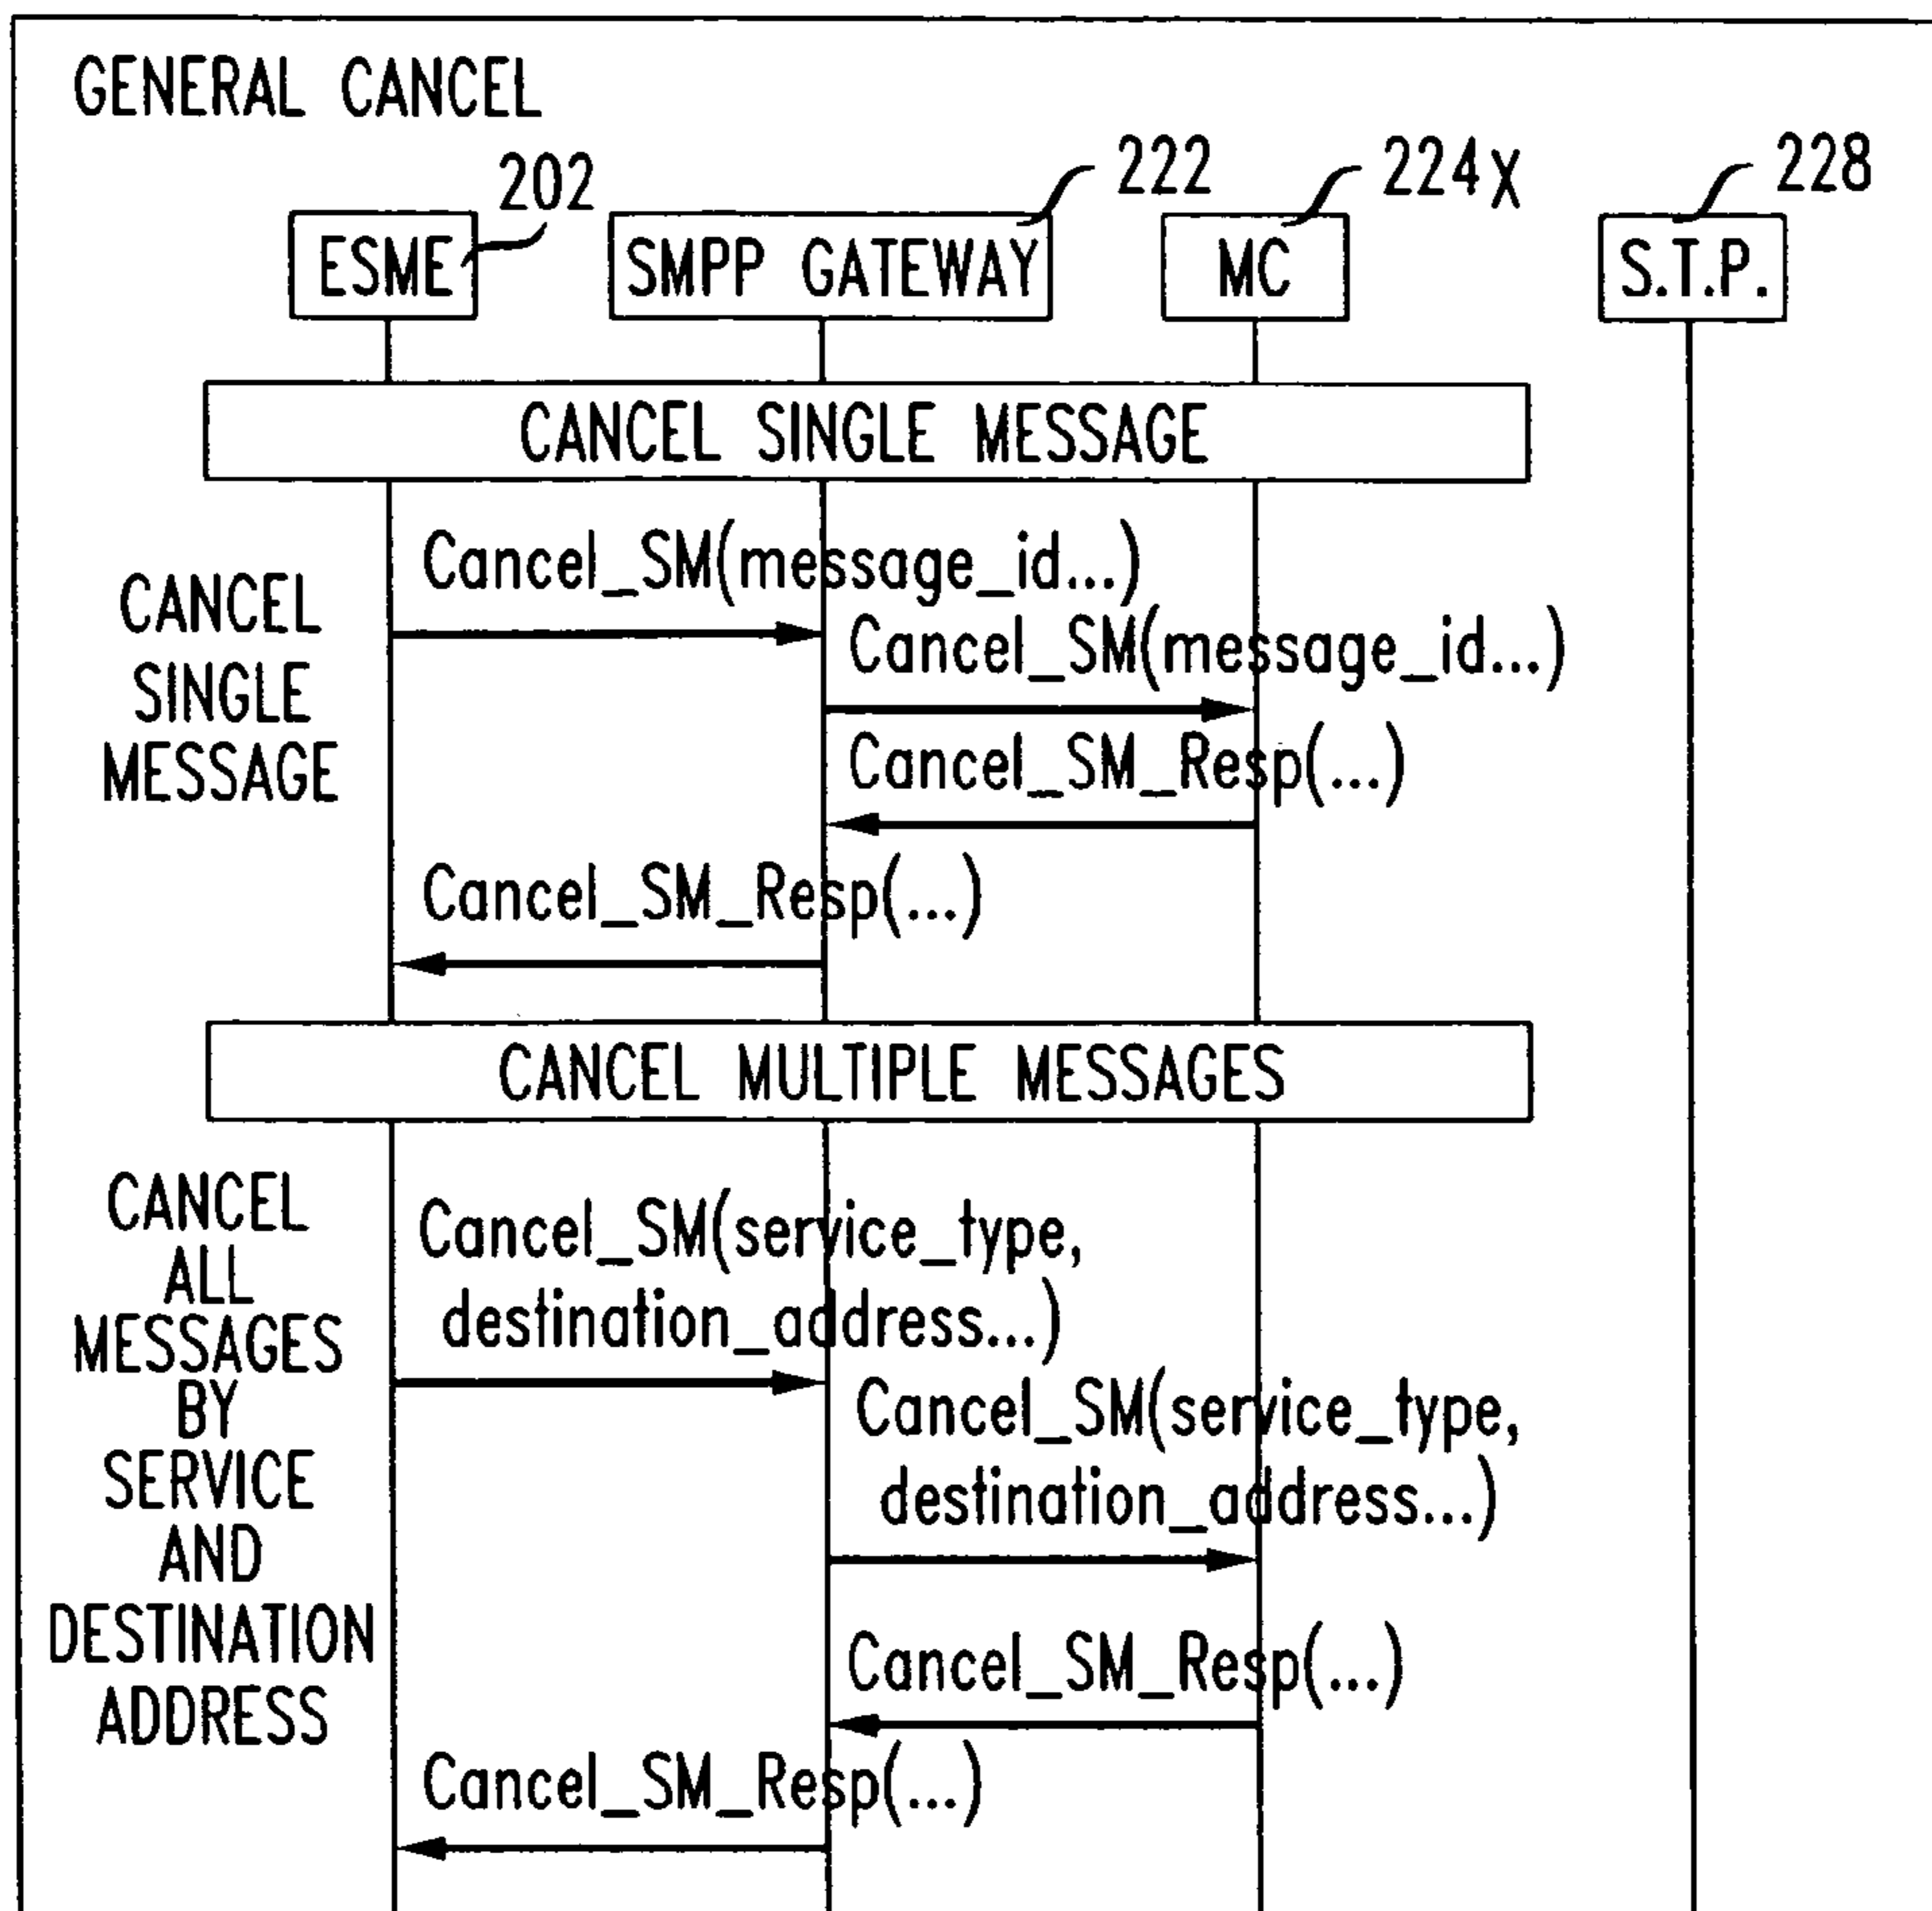 GENERAL CANCEL
202
222
224X
228
ESME
SMPP GATEWAY
MC
S.T.P.
CANCEL SINGLE MESSAGE
CANCEL
SINGLE
MESSAGE
Cancel_SM(message_id...)
Cancel_SM(message_id...)
Cancel_SM_Resp(...)
Cancel_SM_Resp(...)
CANCEL MULTIPLE MESSAGES
CANCEL
ALL
MESSAGES
BY
SERVICE
AND
DESTINATION
ADDRESS
Cancel_SM(service_type,
destination_address...)
Cancel_SM(service_type,
destination_address...)
Cancel_SM_Resp(...)
Cancel_SM_Resp(...)